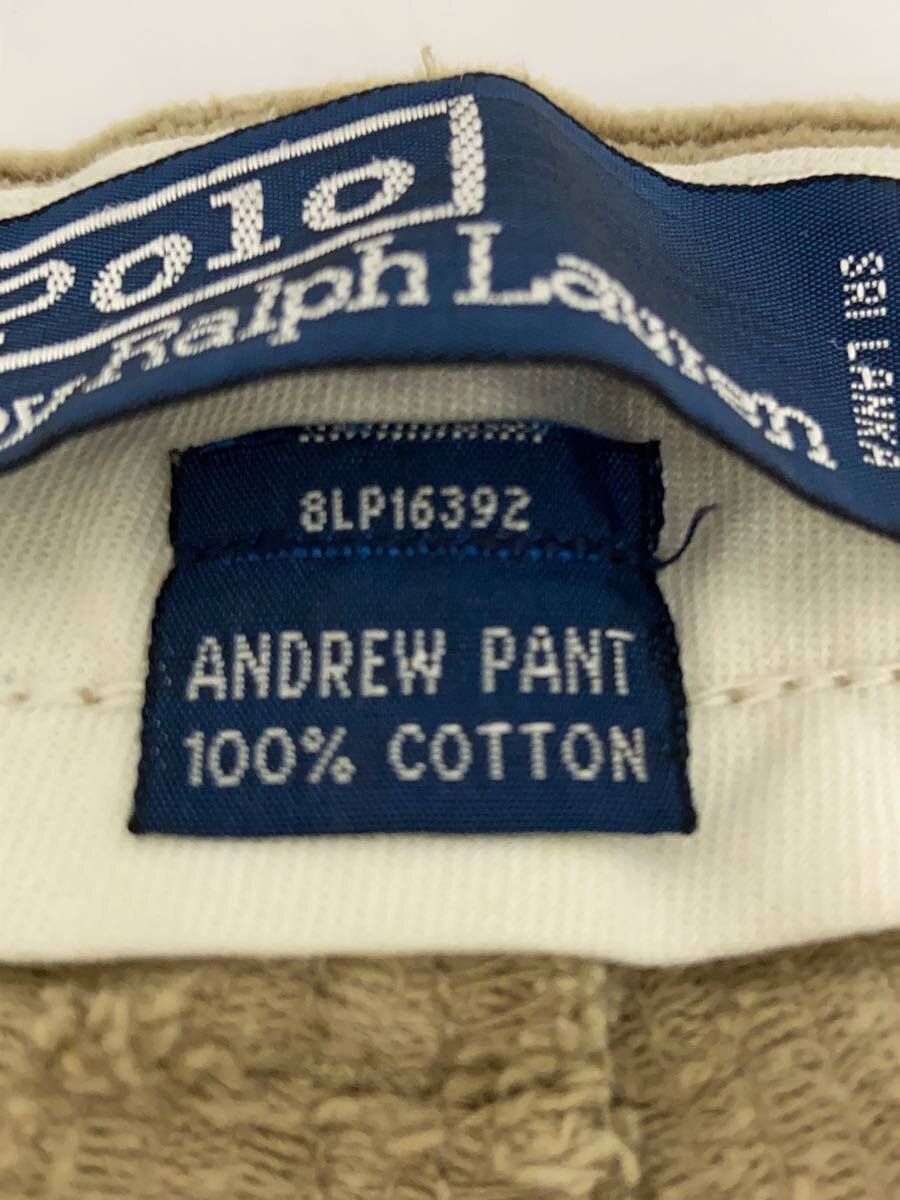 Polo
by Ralph Lauren
SRI LANKA
8LP16392
ANDREW PANT
100% COTTON